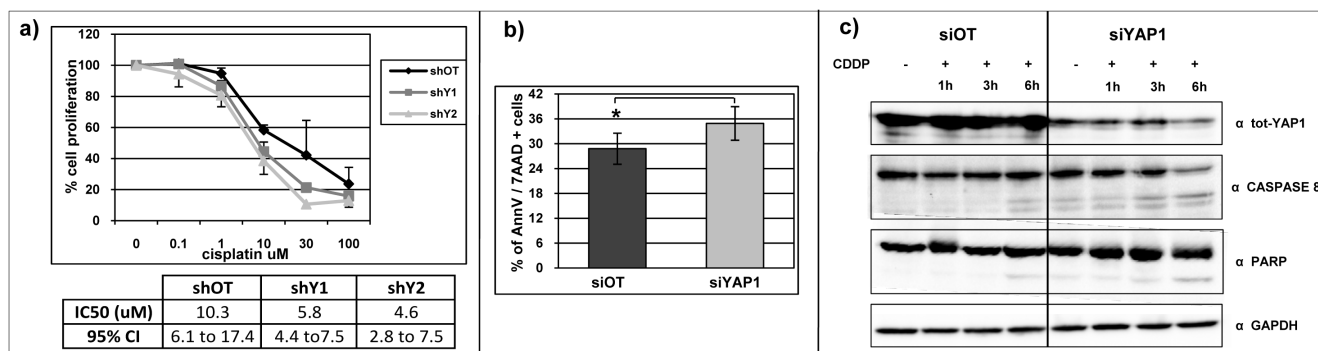 a)
% cell proliferation
120
100
80
60
40
20
0
0 0.1 1 10 30 100
cisplatin uM
shOT
shY1
shY2
shOT shY1 shY2
IC50 (uM) 10.3 5.8 4.6
95% CI 6.1 to 17.4 4.4 to7.5 2.8 to 7.5
b)
% of AnnV / 7AAD + cells
42
36
30
24
18
12
6
0
*
siOT siYAP1
c)
siOT siYAP1
CDDP - + + + - + + +
1h 3h 6h 1h 3h 6h
α tot-YAP1
α CASPASE 8
α PARP
α GAPDH